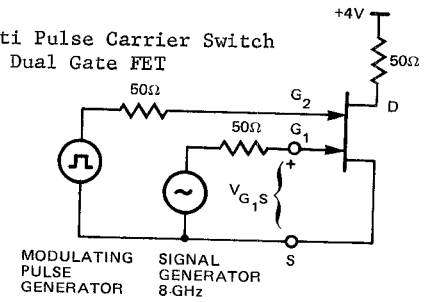 ti Pulse Carrier Switch
Dual Gate FET
+4V
50Ω
50Ω
G₂
D
50Ω
G₁
+
V_G₁S
S
MODULATING
PULSE
GENERATOR
SIGNAL
GENERATOR
8-GHz